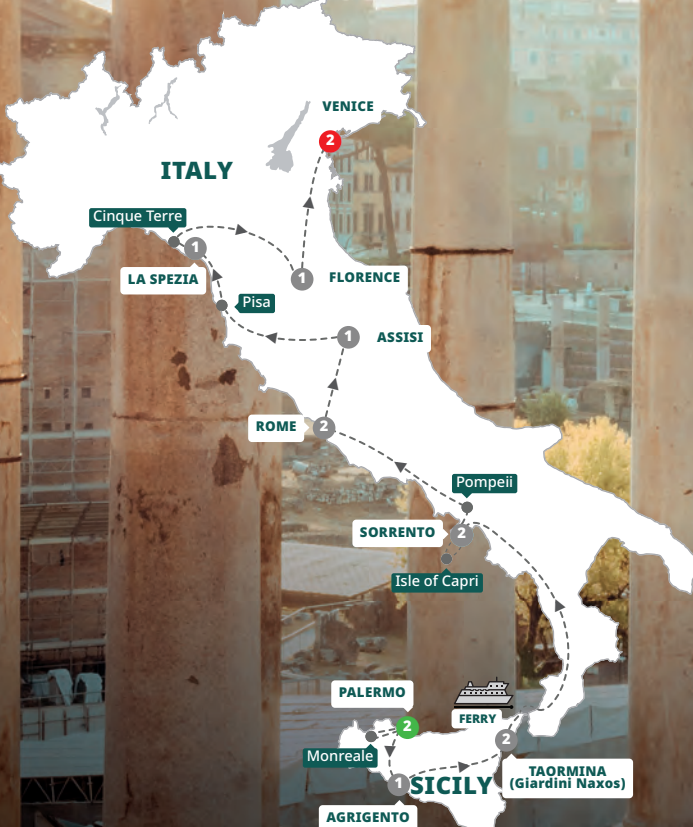 VENICE
2
ITALY
Cinque Terre
1
LA SPEZIA
1
FLORENCE
Pisa
1
ASSISI
ROME
2
Pompeii
SORRENTO
2
Isle of Capri
PALERMO
2
FERRY
Monreale
2
TAORMINA
(Giardini Naxos)
1
SICILY
AGRIGENTO